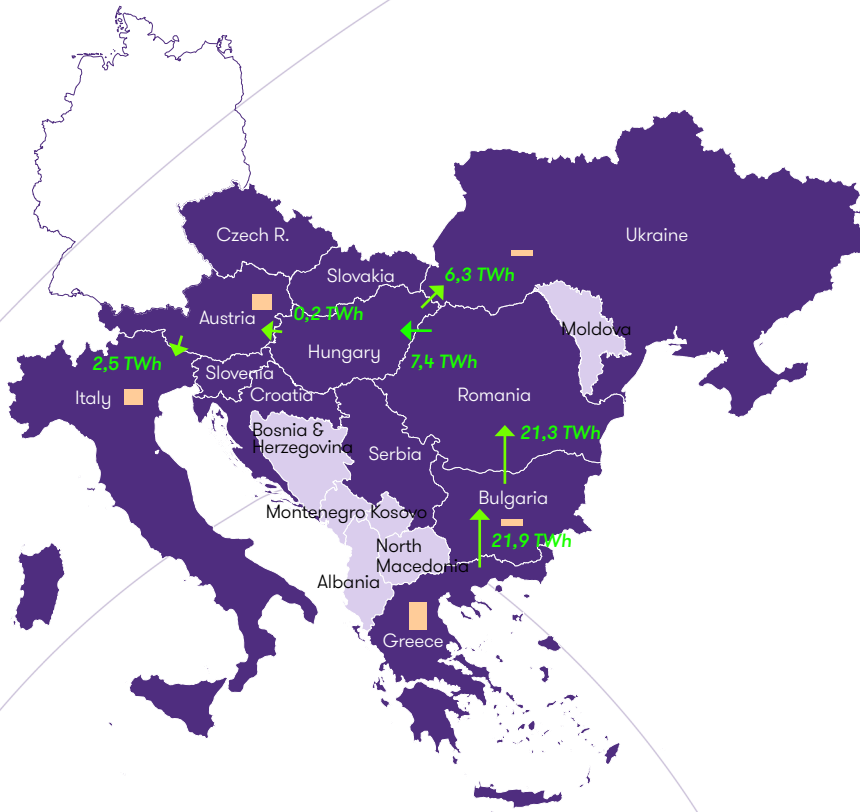 Czech R.
Ukraine
Slovakia
6,3 TWh
0,2 TWh
Austria
Moldova
Hungary
2,5 TWh
7,4 TWh
Slovenia
Italy
Croatia
Romania
Bosnia &
Herzegovina
21,3 TWh
Serbia
Bulgaria
Montenegro
Kosovo
21,9 TWh
North
Macedonia
Albania
Greece